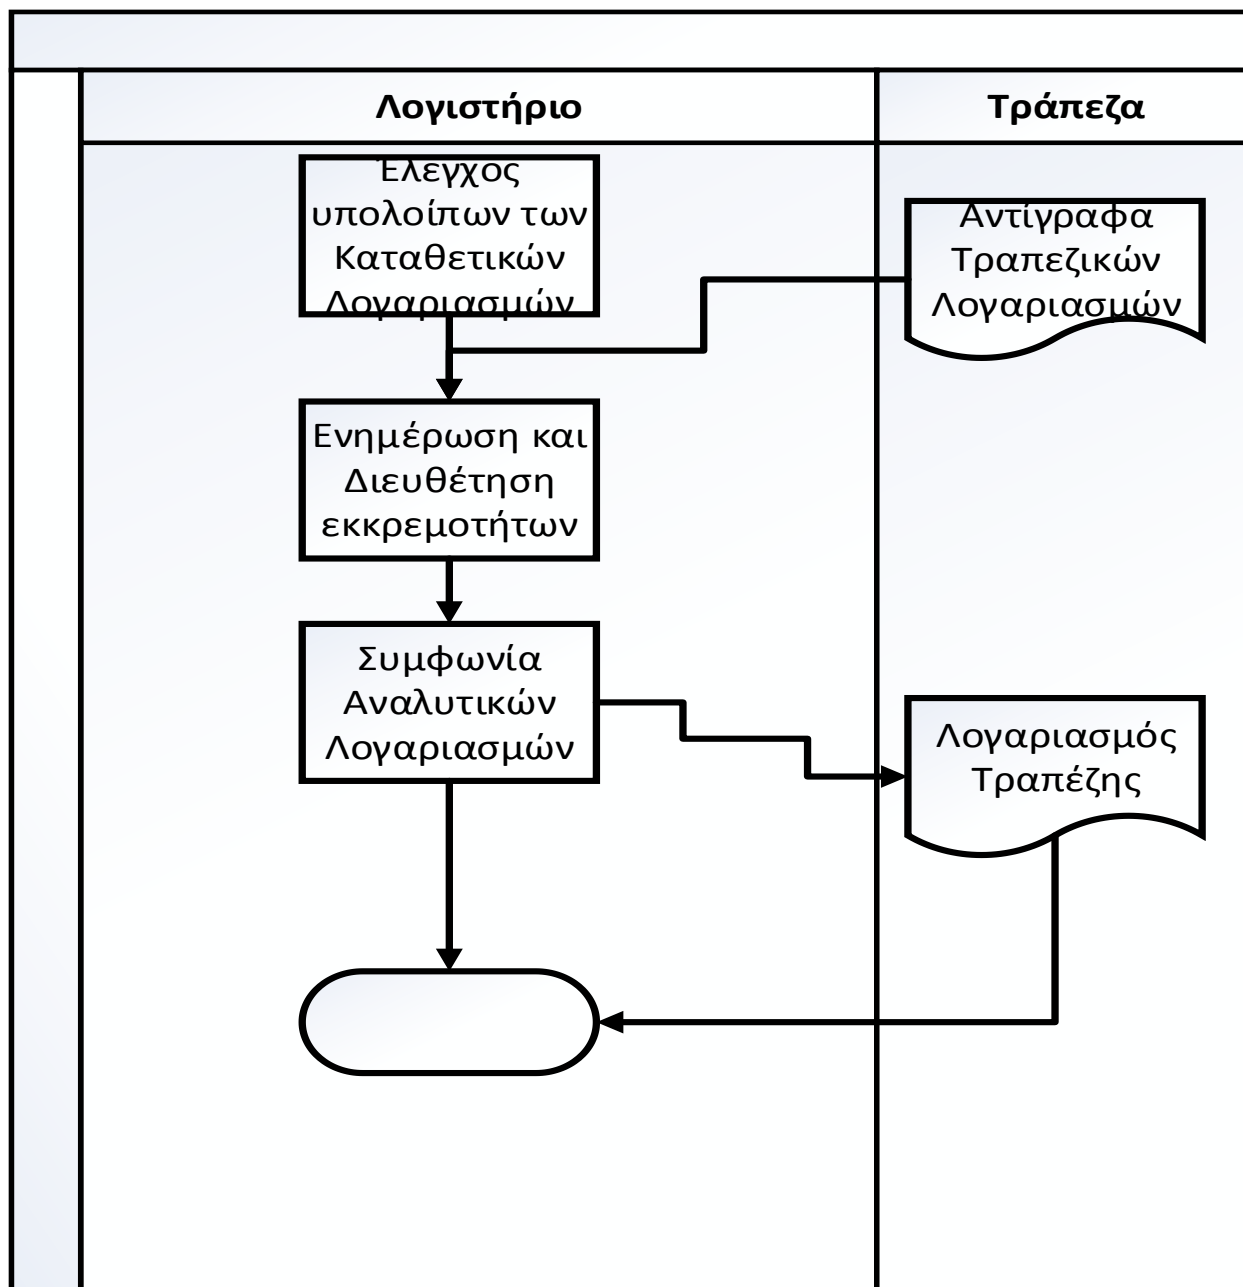 Λογιστήριο
Τράπεζα
Έλεγχος
υπολοίπων των
Καταθετικών
Λογαριασμών
Αντίγραφα
Τραπεζικών
Λογαριασμών
Ενημέρωση και
Διευθέτηση
εκκρεμοτήτων
Συμφωνία
Αναλυτικών
Λογαριασμών
Λογαριασμός
Τραπέζης